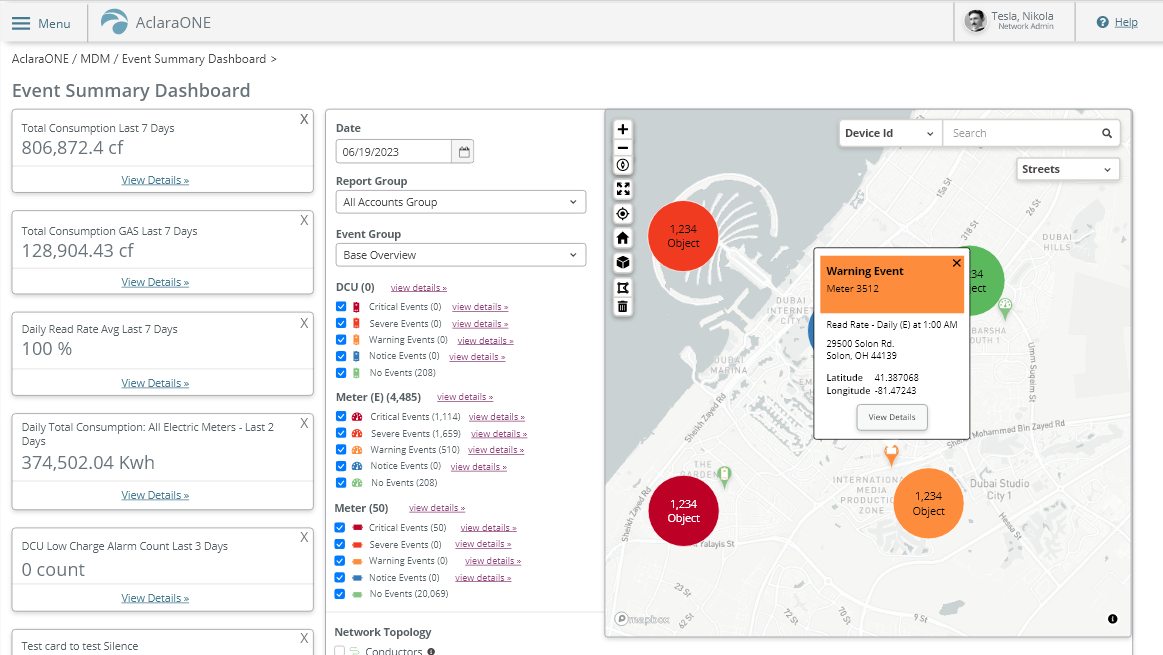 Menu
AclaraONE
Tesla, Nikola
Network Admin
? Help
AclaraONE / MDM / Event Summary Dashboard >
Event Summary Dashboard
X
Total Consumption Last 7 Days
806,872.4 cf
View Details »
X
Total Consumption GAS Last 7 Days
128,904.43 cf
View Details »
X
Daily Read Rate Avg Last 7 Days
100 %
View Details »
X
Daily Total Consumption: All Electric Meters - Last 2
Days
374,502.04 Kwh
View Details »
X
DCU Low Charge Alarm Count Last 3 Days
0 count
View Details »
X
Test card to test Silence
Date
06/19/2023
Report Group
All Accounts Group
Event Group
Base Overview
DCU (0) view details »
Critical Events (0) view details »
Severe Events (0) view details »
Warning Events (0) view details »
Notice Events (0) view details »
No Events (208)
Meter (E) (4,485) view details »
Critical Events (1,114) view details »
Severe Events (1,659) view details »
Warning Events (510) view details »
Notice Events (0) view details »
No Events (208)
Meter (50) view details »
Critical Events (50) view details »
Severe Events (0) view details »
Warning Events (0) view details »
Notice Events (0) view details »
No Events (20,069)
Network Topology
Conductors
Device Id
Search
Streets
15a St
26 St
318 St
DUBAI
HILLS
1,234
Object
34
ect
DUBAI
INTERNET
CITY
BARSHA
OUTH 1
Umm Suqeim St
DUBAI
MARINA
Warning Event
Meter 3512
Read Rate - Daily (E) at 1:00 AM
29500 Solon Rd.
Solon, OH 44139
Latitude 41.387068
Longitude -81.47243
View Details
Sheikh Zayed Rd
Sheikh Mohammed Bin Zayed Rd
THE
GARDENS
INTERNATIONAL
MEDIA
PRODUCTION
ZONE
Dubai Studio
City 1
1,234
Object
1,234
Object
Sheikh Zayed Rd
Yalayis St
Hessa St
23 St
72 St
70 St
9 St
mapbox